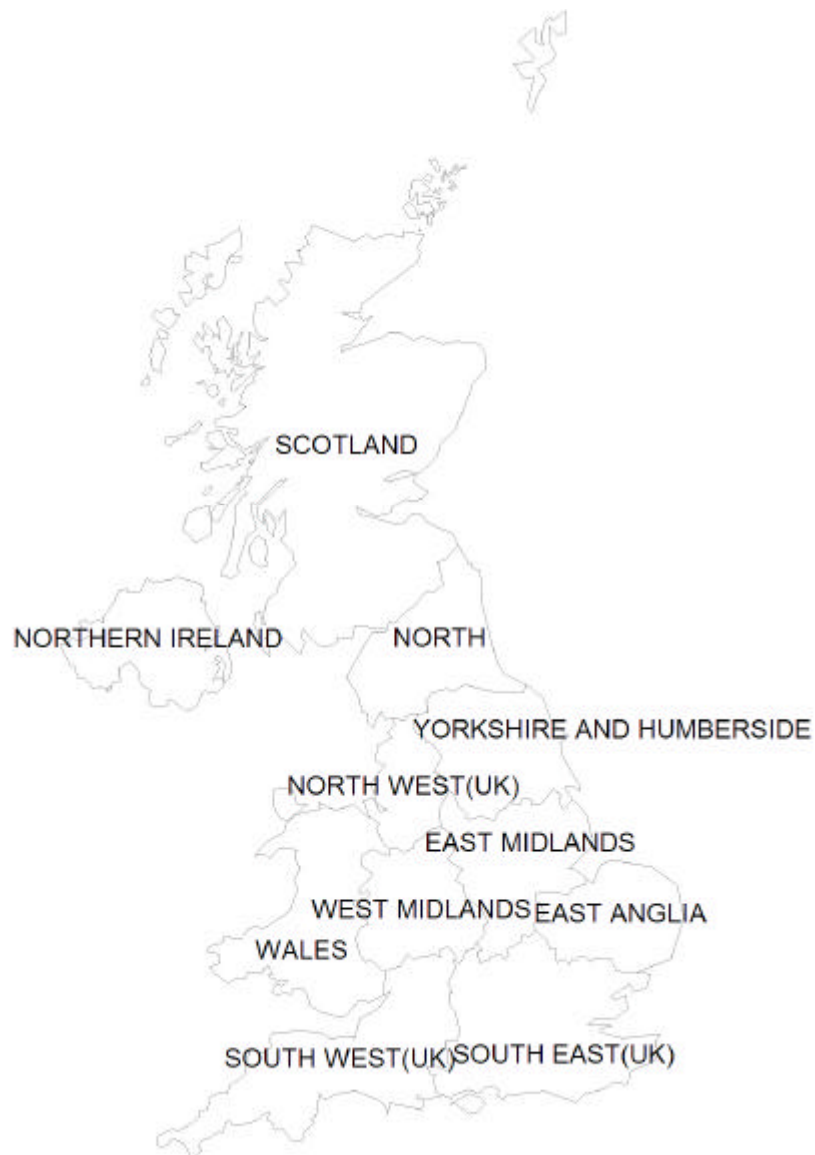 SCOTLAND
NORTHERN IRELAND
NORTH
YORKSHIRE AND HUMBERSIDE
NORTH WEST(UK)
EAST MIDLANDS
WEST MIDLANDS
EAST ANGLIA
WALES
SOUTH WEST(UK)
SOUTH EAST(UK)